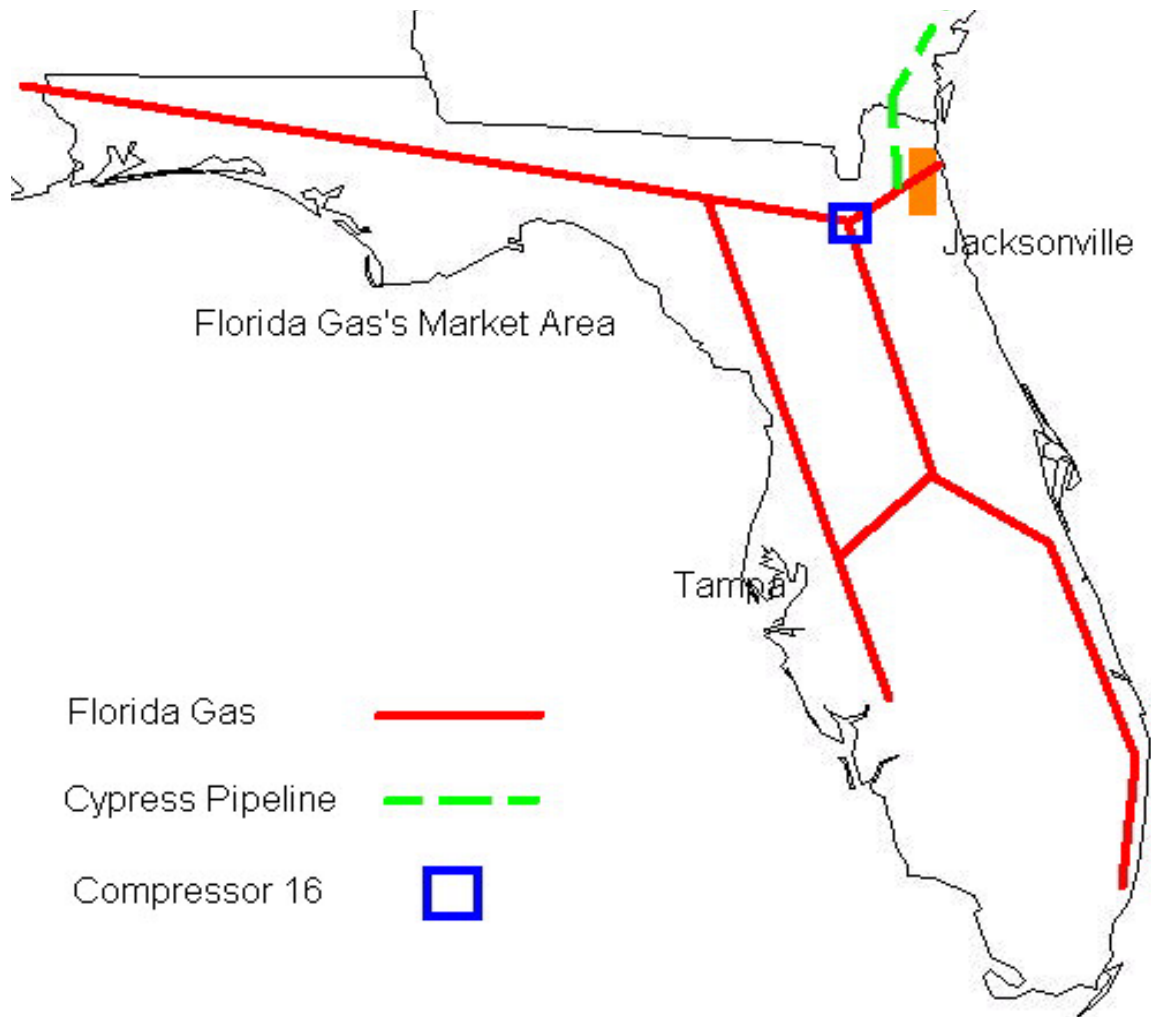 Jacksonville
Florida Gas's Market Area
Tampa
Florida Gas
Cypress Pipeline
Compressor 16